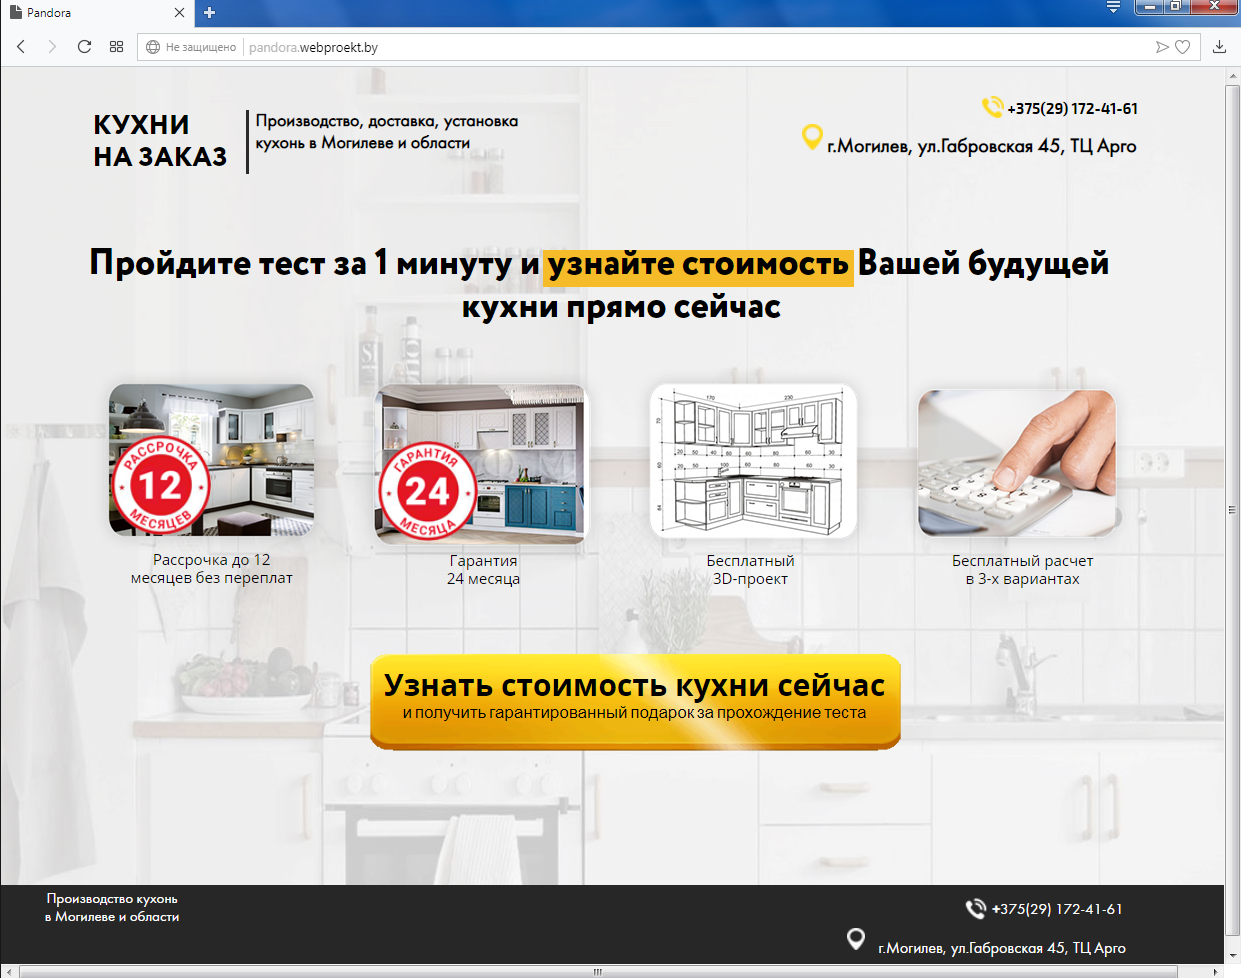 Pandora
Не защищено
pandora.webproekt.by
КУХНИ
НА ЗАКАЗ
Производство, доставка, установка
кухонь в Могилеве и области
+375(29) 172-41-61
г.Могилев, ул.Габровская 45, ТЦ Арго
Пройдите тест за 1 минуту и узнайте стоимость Вашей будущей
кухни прямо сейчас
РАССРОЧКА
12
МЕСЯЦЕВ
ГАРАНТИЯ
24
МЕСЯЦА
Рассрочка до 12
месяцев без переплат
Гарантия
24 месяца
Бесплатный
3D-проект
Бесплатный расчет
в 3-х вариантах
Узнать стоимость кухни сейчас
и получить гарантированный подарок за прохождение теста
Производство кухонь
в Могилеве и области
+375(29) 172-41-61
г.Могилев, ул.Габровская 45, ТЦ Арго